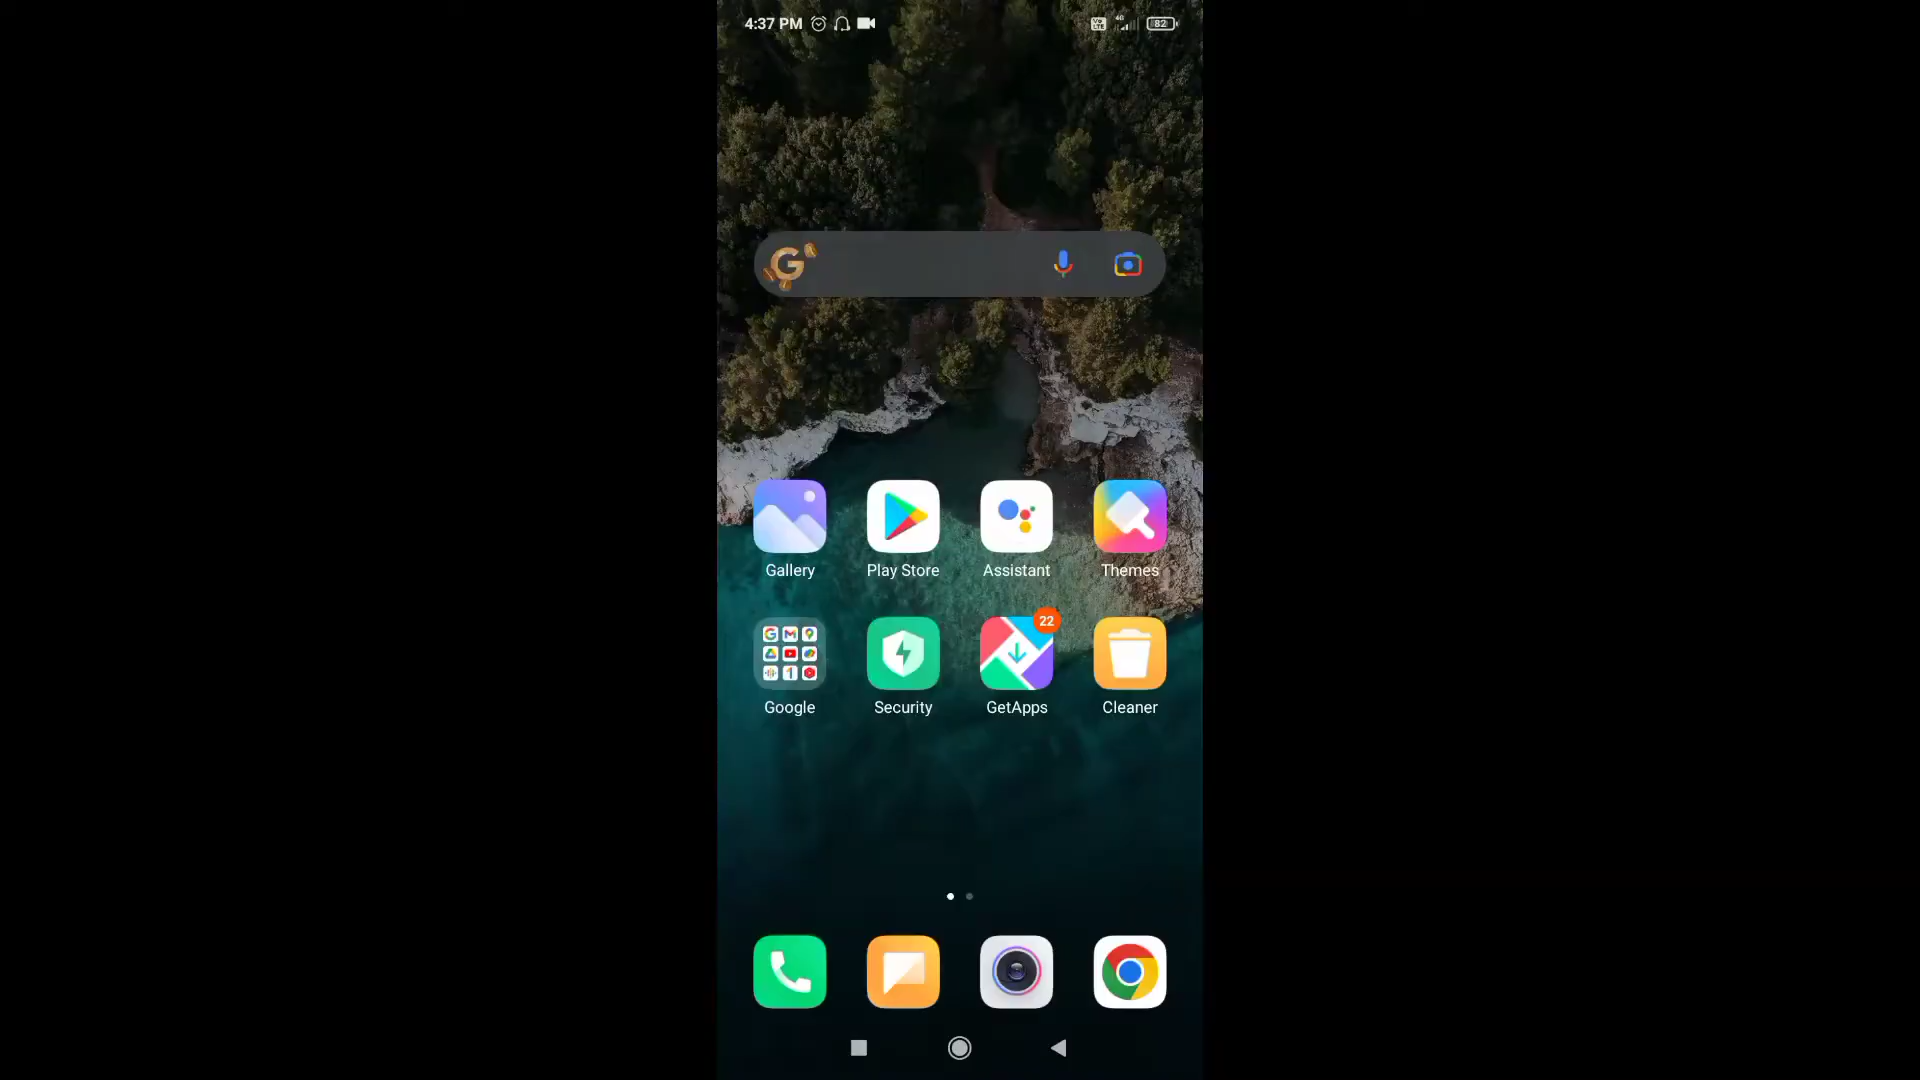 4:37 PM 82
Gallery Play Store Assistant Themes
22
Google Security GetApps Cleaner